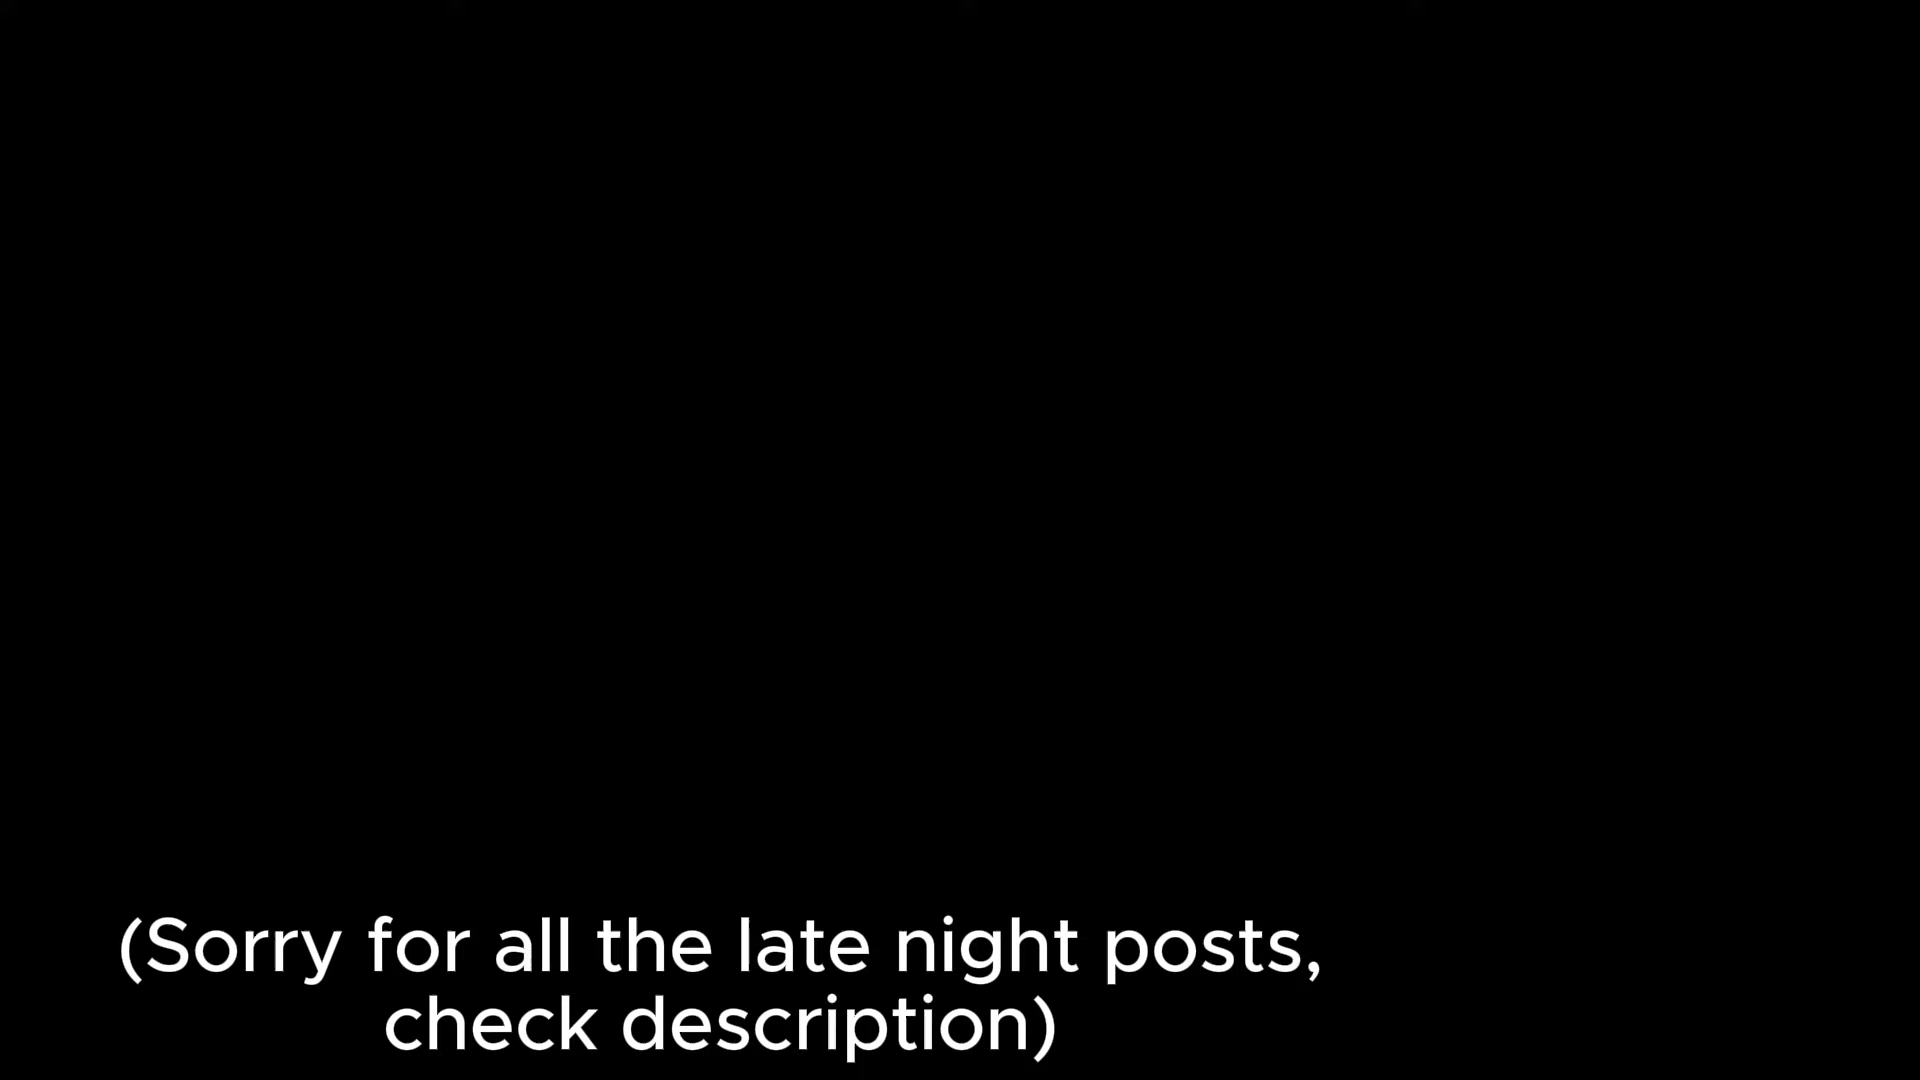 (Sorry for all the late night posts,
check description)